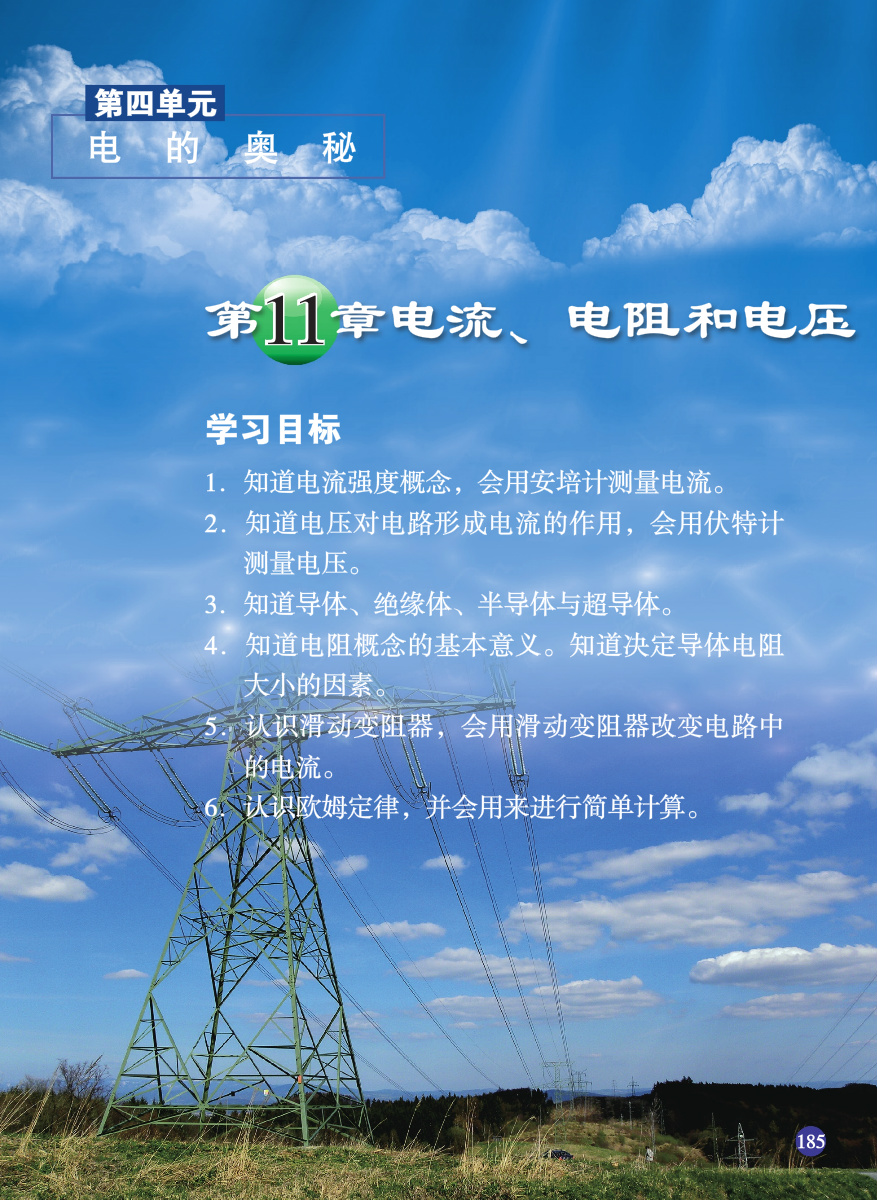 第四单元
电 的 奥 秘
第11章电流、电阻和电压
学习目标
1. 知道电流强度概念，会用安培计测量电流。
2. 知道电压对电路形成电流的作用，会用伏特计
测量电压。
3. 知道导体、绝缘体、半导体与超导体。
4. 知道电阻概念的基本意义。知道决定导体电阻
大小的因素。
5. 认识滑动变阻器，会用滑动变阻器改变电路中
的电流。
6. 认识欧姆定律，并会用来进行简单计算。
185